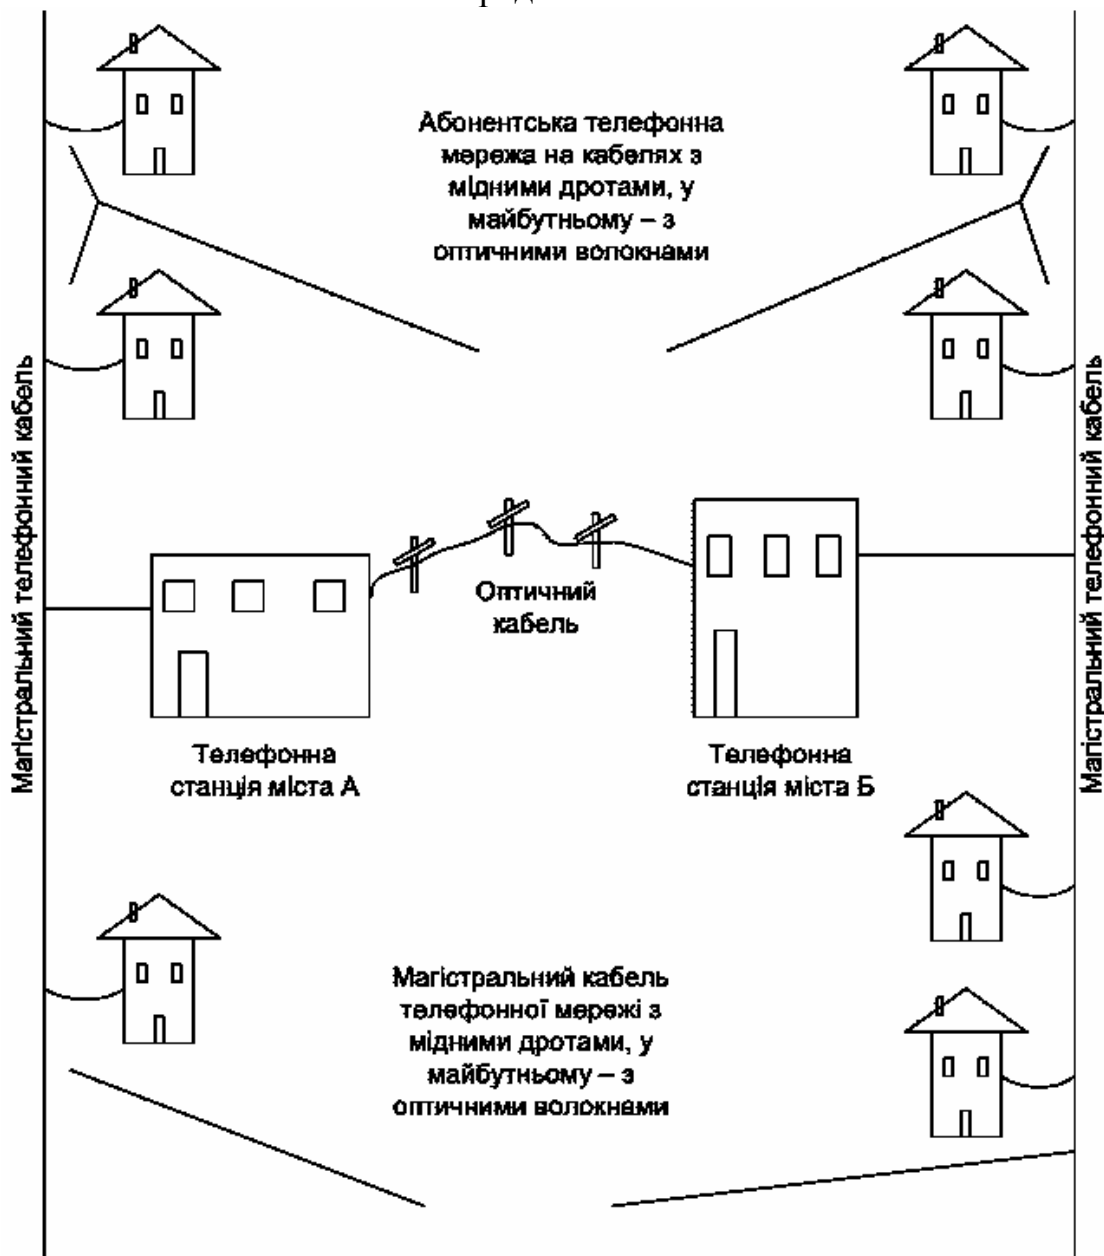 Абонентська телефонна
мережа на кабелях з
мідними дротами, у
майбутньому – з
оптичними волокнами
Магістральний телефонний кабель
Магістральний телефонний кабель
Оптичний
кабель
Телефонна
станція міста А
Телефонна
станція міста Б
Магістральний кабель
телефонної мережі з
мідними дротами, у
майбутньому – з
оптичними волокнами